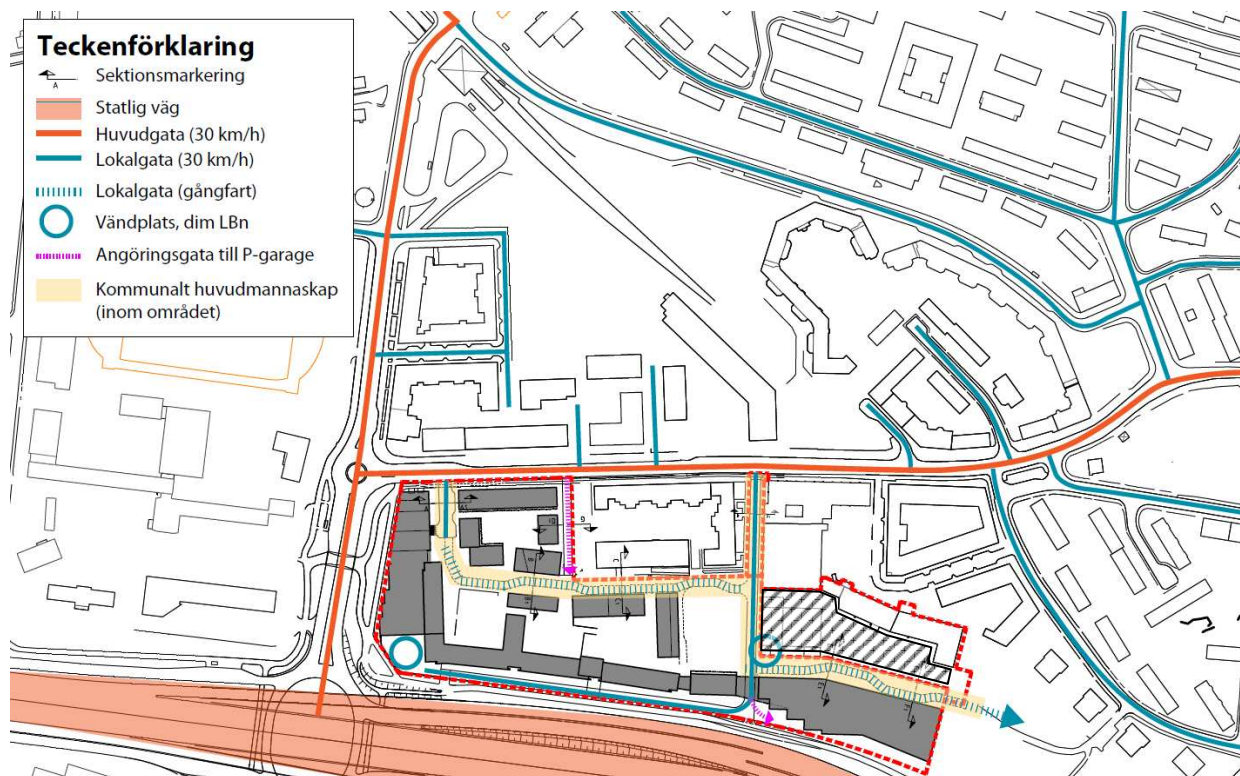 Teckenförklaring
A
Sektionsmarkering
Statlig väg
Huvudgata (30 km/h)
Lokalgata (30 km/h)
Lokalgata (gångfart)
Vändplats, dim LBn
Angöringsgata till P-garage
Kommunalt huvudmannaskap
(inom området)